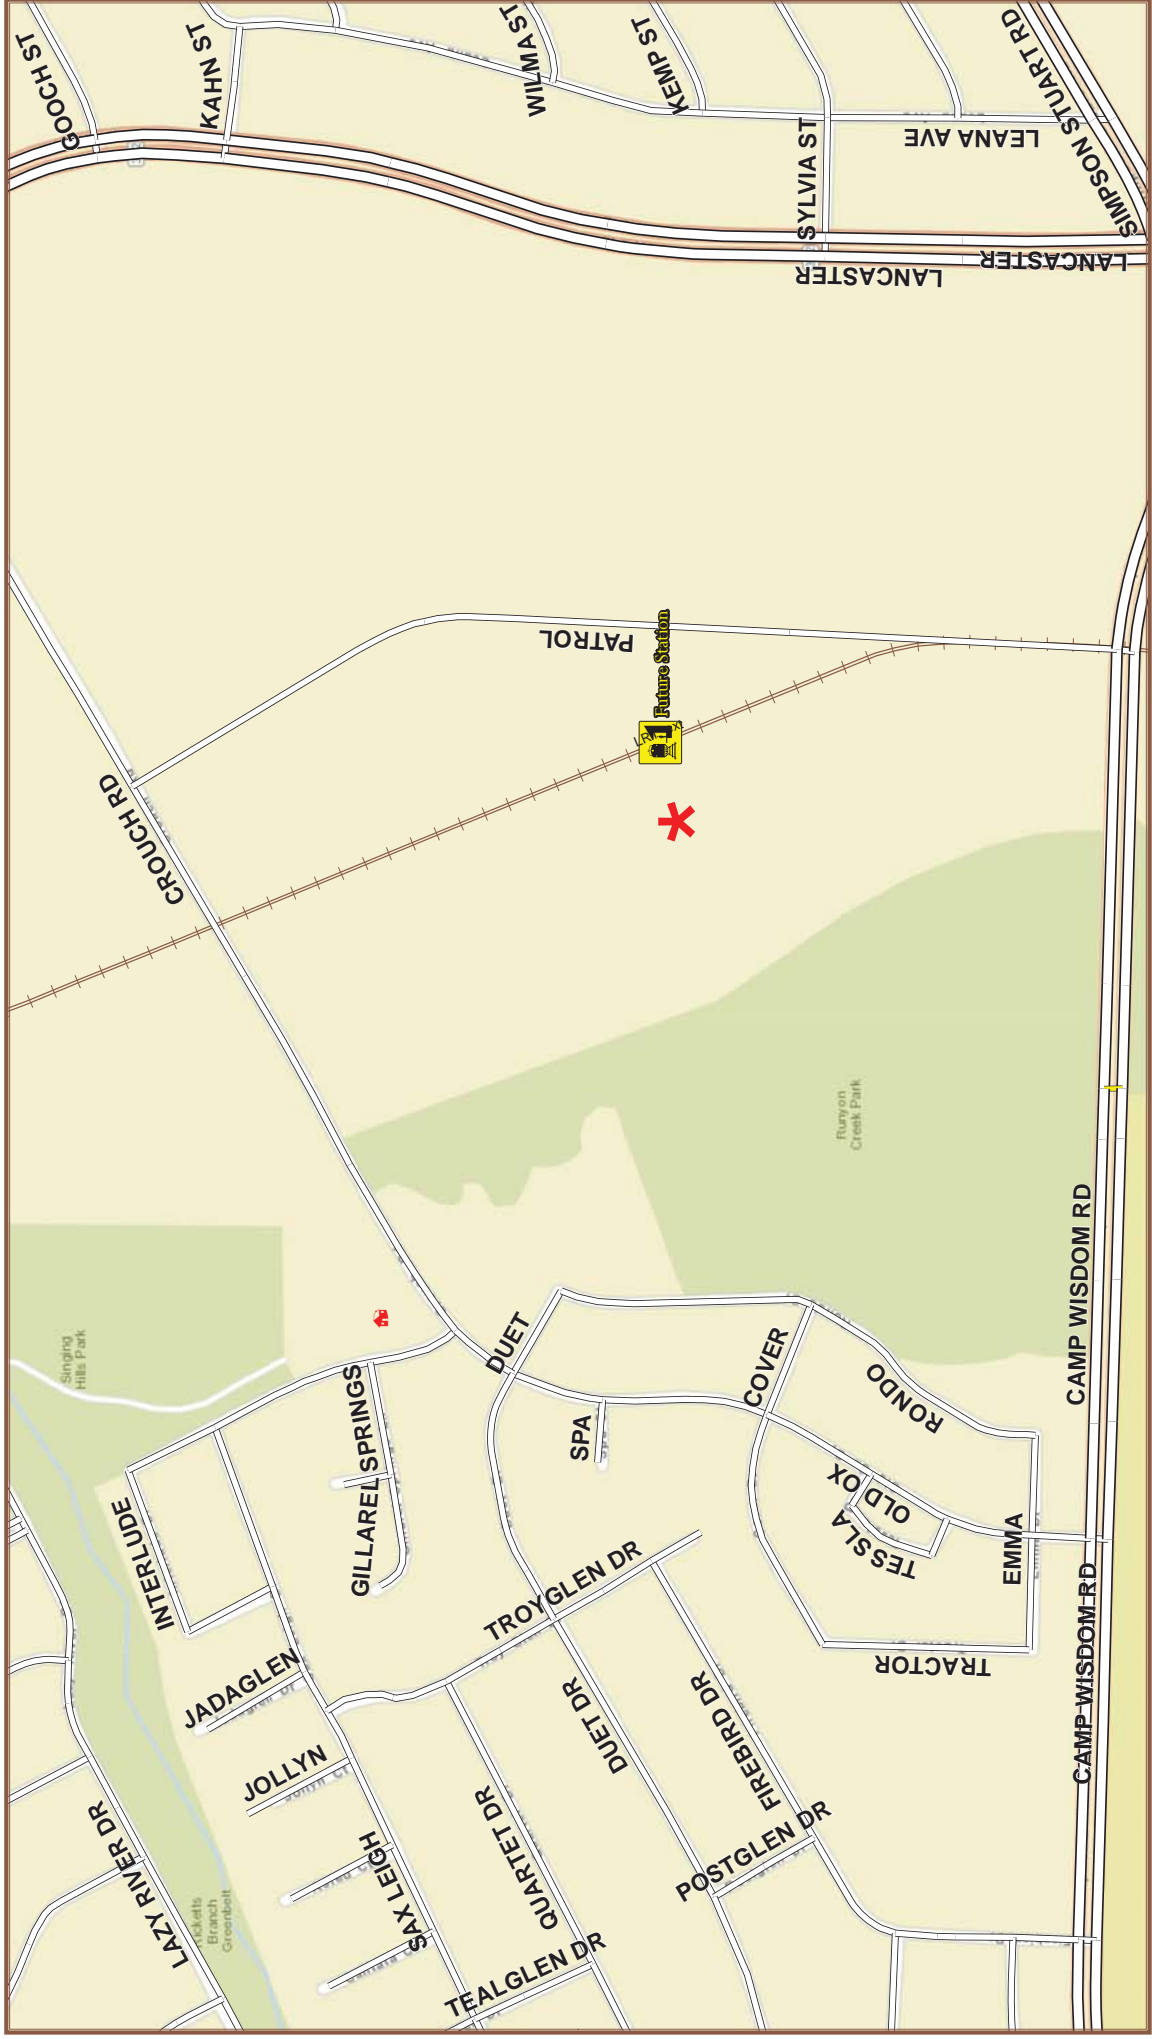 GOOCH ST
KAHN ST
WILMA ST
KEMP ST
SIMPSON STUART RD
SYLVIA ST
LEANA AVE
LANCASTER
LANCASTER
PATROL
Future Station
1
CROUCH RD
Runyon
Creek Park
Singing
Hills Park
CAMP WISDOM RD
DUET
COVER
RONDO
SPA
GILLAREL SPRINGS
OLD OX
TESSLA
EMMA
INTERLUDE
TROYGLEN DR
TRACTOR
CAMP WISDOM RD
JADAGLEN
JOLLYN
DUET DR
FIREBIRD DR
LAZY RIVER DR
SAX LEIGH
QUARTET DR
POSTGLEN DR
Ricketts
Branch
Greenbelt
TEALGLEN DR